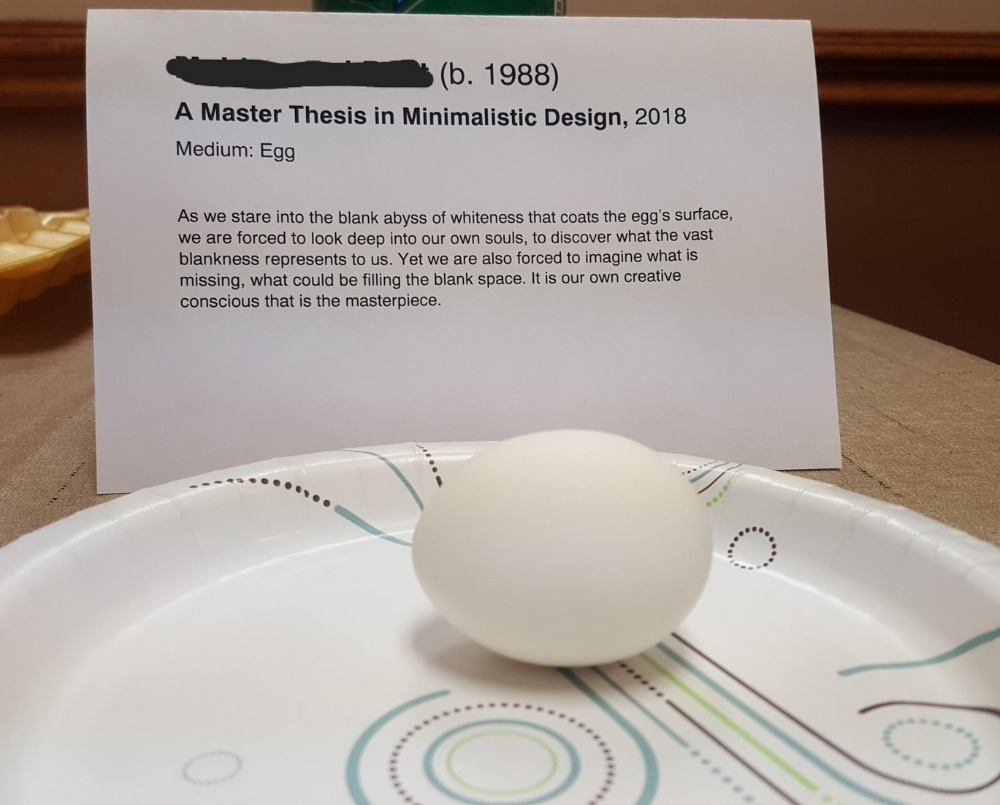 (b. 1988)
A Master Thesis in Minimalistic Design, 2018
Medium: Egg
As we stare into the blank abyss of whiteness that coats the egg's surface,
we are forced to look deep into our own souls, to discover what the vast
blankness represents to us. Yet we are also forced to imagine what is
missing, what could be filling the blank space. It is our own creative
conscious that is the masterpiece.